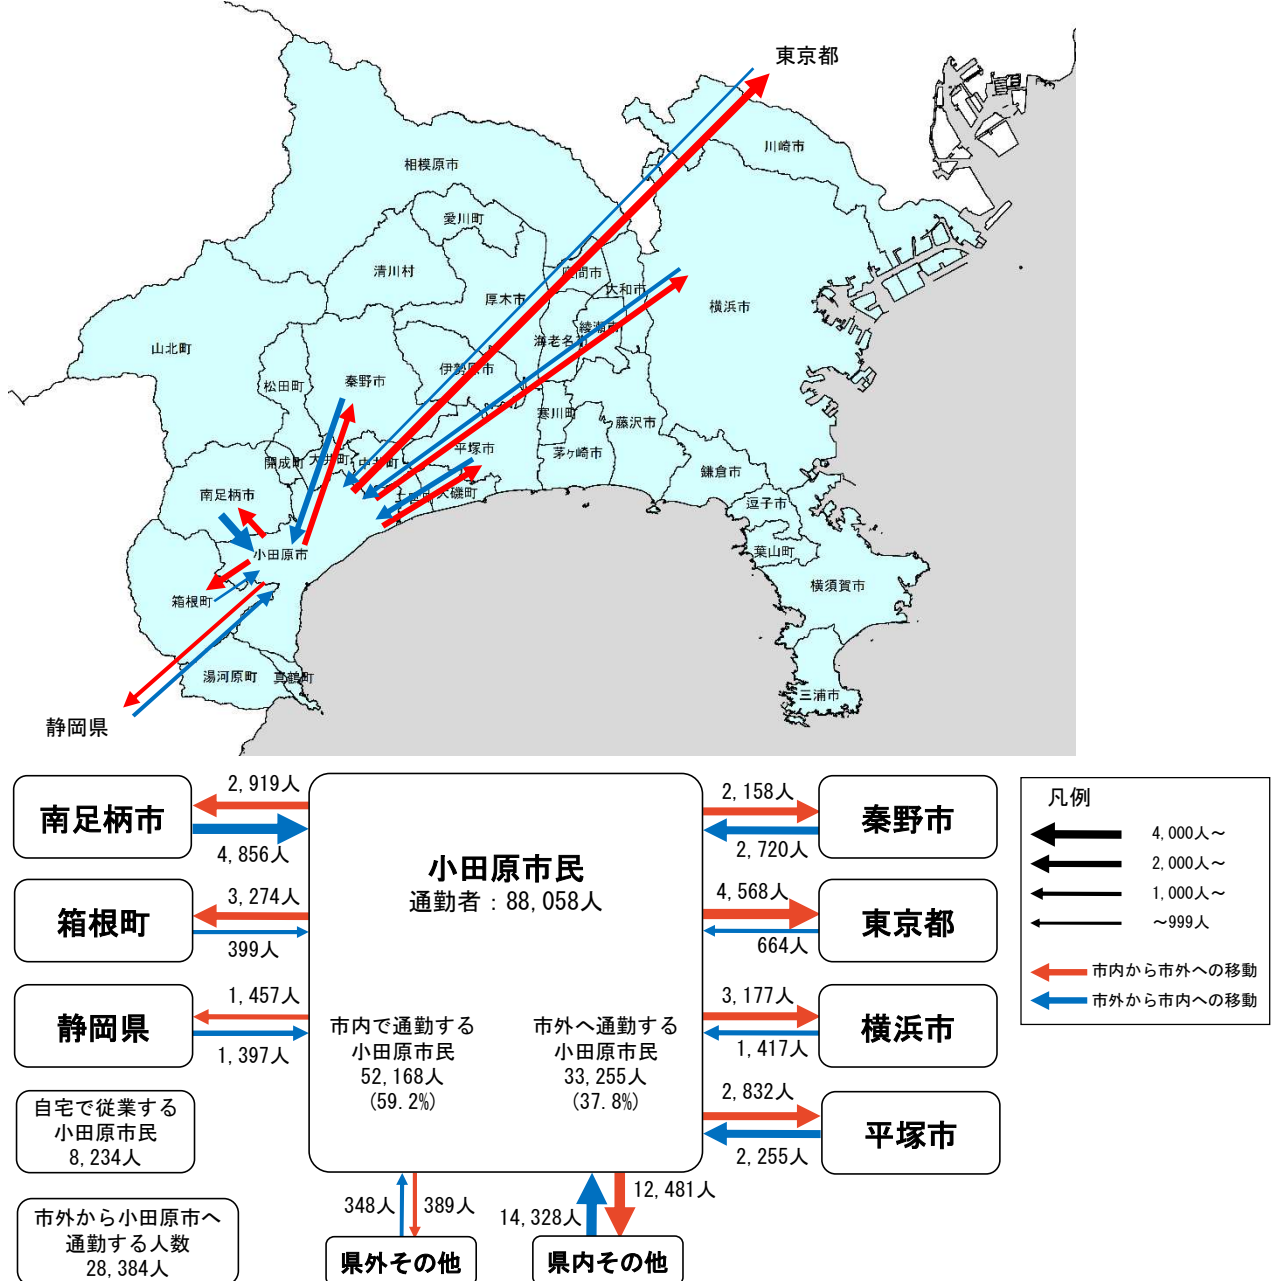 東京都
川崎市
相模原市
愛川町
清川村
座間市
大和市
厚木市
横浜市
綾瀬市
海老名市
山北町
伊勢原市
秦野市
松田町
寒川町
藤沢市
平塚市
茅ヶ崎市
開成町
大井町
中井町
鎌倉市
南足柄市
大磯町
逗子市
小田原市
葉山町
横須賀市
箱根町
湯河原町
真鶴町
三浦市
静岡県
南足柄市
2,919人
4,856人
箱根町
3,274人
399人
静岡県
1,457人
1,397人
自宅で従業する
小田原市民
8,234人
市外から小田原市へ
通勤する人数
28,384人
小田原市民
通勤者：88,058人
市内で通勤する
小田原市民
52,168人
(59.2%)
市外へ通勤する
小田原市民
33,255人
(37.8%)
348人
389人
県外その他
14,328人
12,481人
県内その他
2,158人
2,720人
秦野市
4,568人
664人
東京都
3,177人
1,417人
横浜市
2,832人
2,255人
平塚市
凡例
4,000人～
2,000人～
1,000人～
～999人
市内から市外への移動
市外から市内への移動